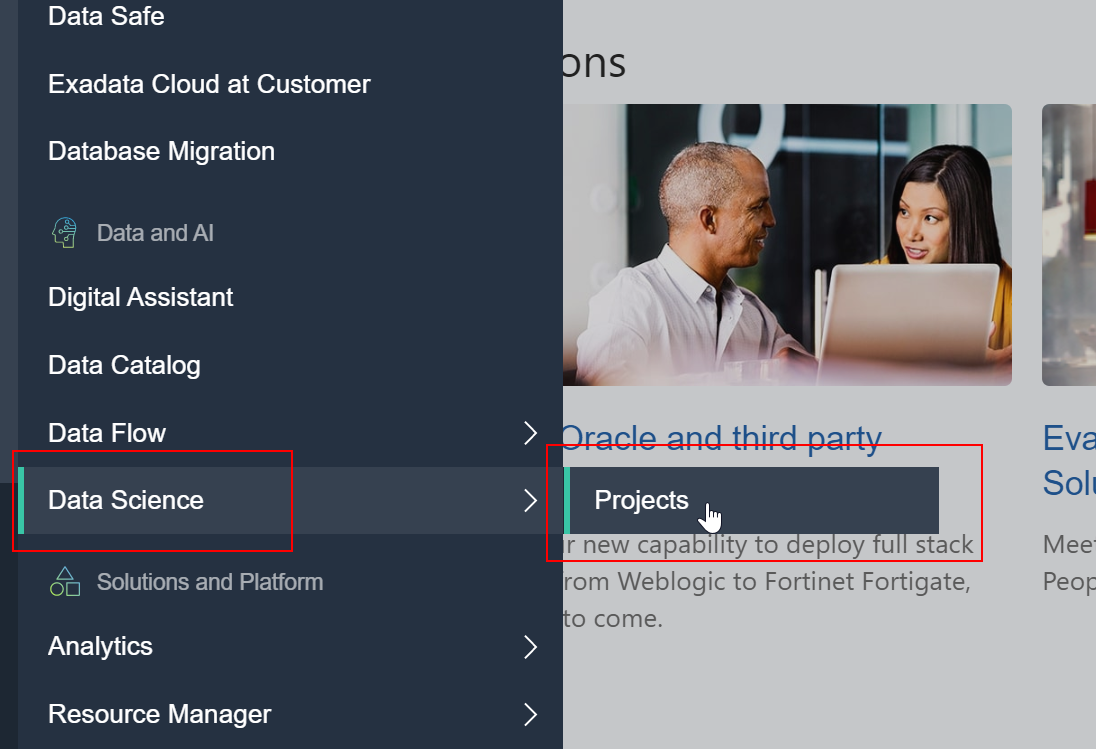 Data Safe
Exadata Cloud at Customer
Database Migration
Data and AI
Digital Assistant
Data Catalog
Data Flow
Data Science
Solutions and Platform
Analytics
Resource Manager
Projects
ons
Oracle and third party
r new capability to deploy full stack
rom Weblogic to Fortinet Fortigate,
to come.
Eva
Solu
Meet
Peop